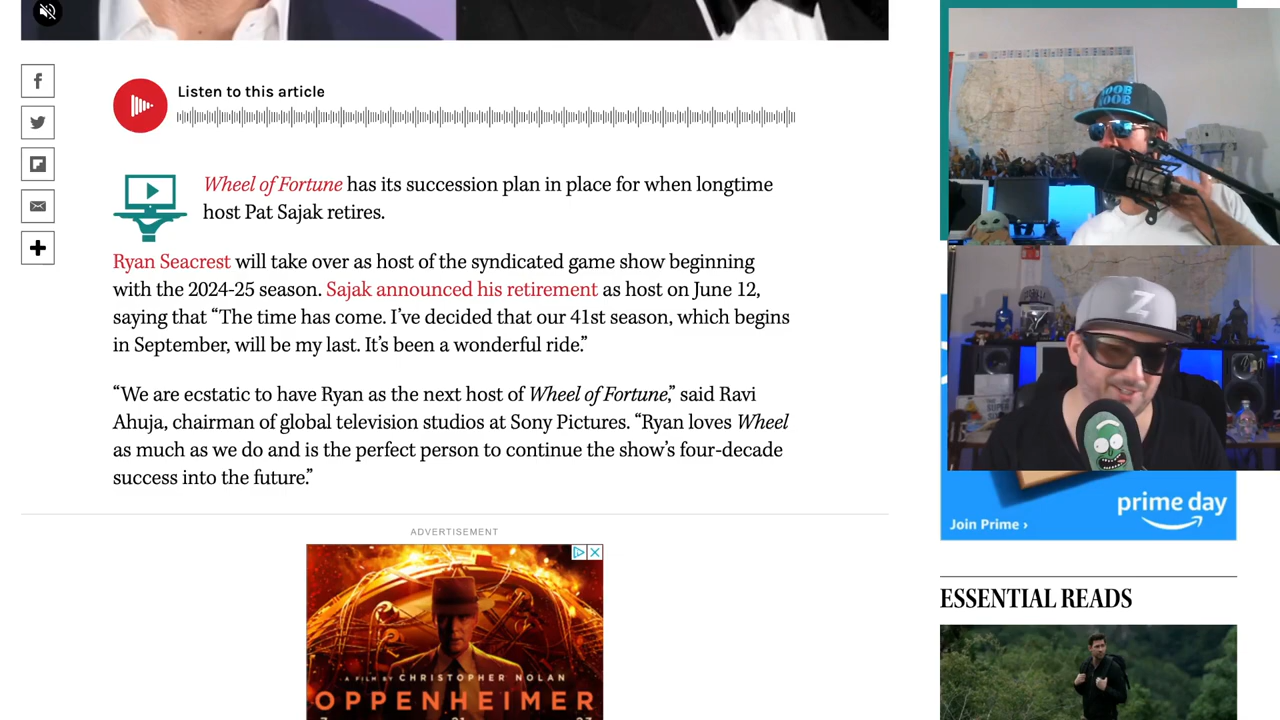 Listen to this article
Wheel of Fortune has its succession plan in place for when longtime
host Pat Sajak retires.
Ryan Seacrest will take over as host of the syndicated game show beginning
with the 2024-25 season. Sajak announced his retirement as host on June 12,
saying that “The time has come. I’ve decided that our 41st season, which begins
in September, will be my last. It’s been a wonderful ride.”
“We are ecstatic to have Ryan as the next host of Wheel of Fortune,” said Ravi
Ahuja, chairman of global television studios at Sony Pictures. “Ryan loves Wheel
as much as we do and is the perfect person to continue the show’s four-decade
success into the future.”
ADVERTISEMENT
A FILM BY CHRISTOPHER NOLAN
OPPENHEIMER
NOOB
NOOB
Z
prime day
Join Prime ›
ESSENTIAL READS